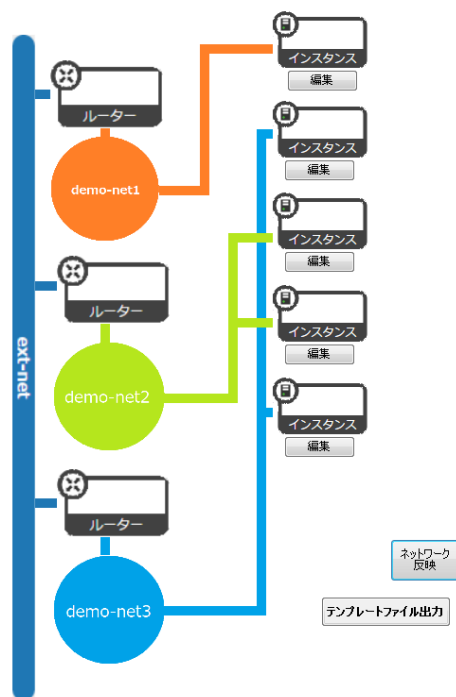 ext-net
ルーター
demo-net1
ルーター
demo-net2
ルーター
demo-net3
インスタンス
編集
インスタンス
編集
インスタンス
編集
インスタンス
編集
インスタンス
編集
ネットワーク
反映
テンプレートファイル出力